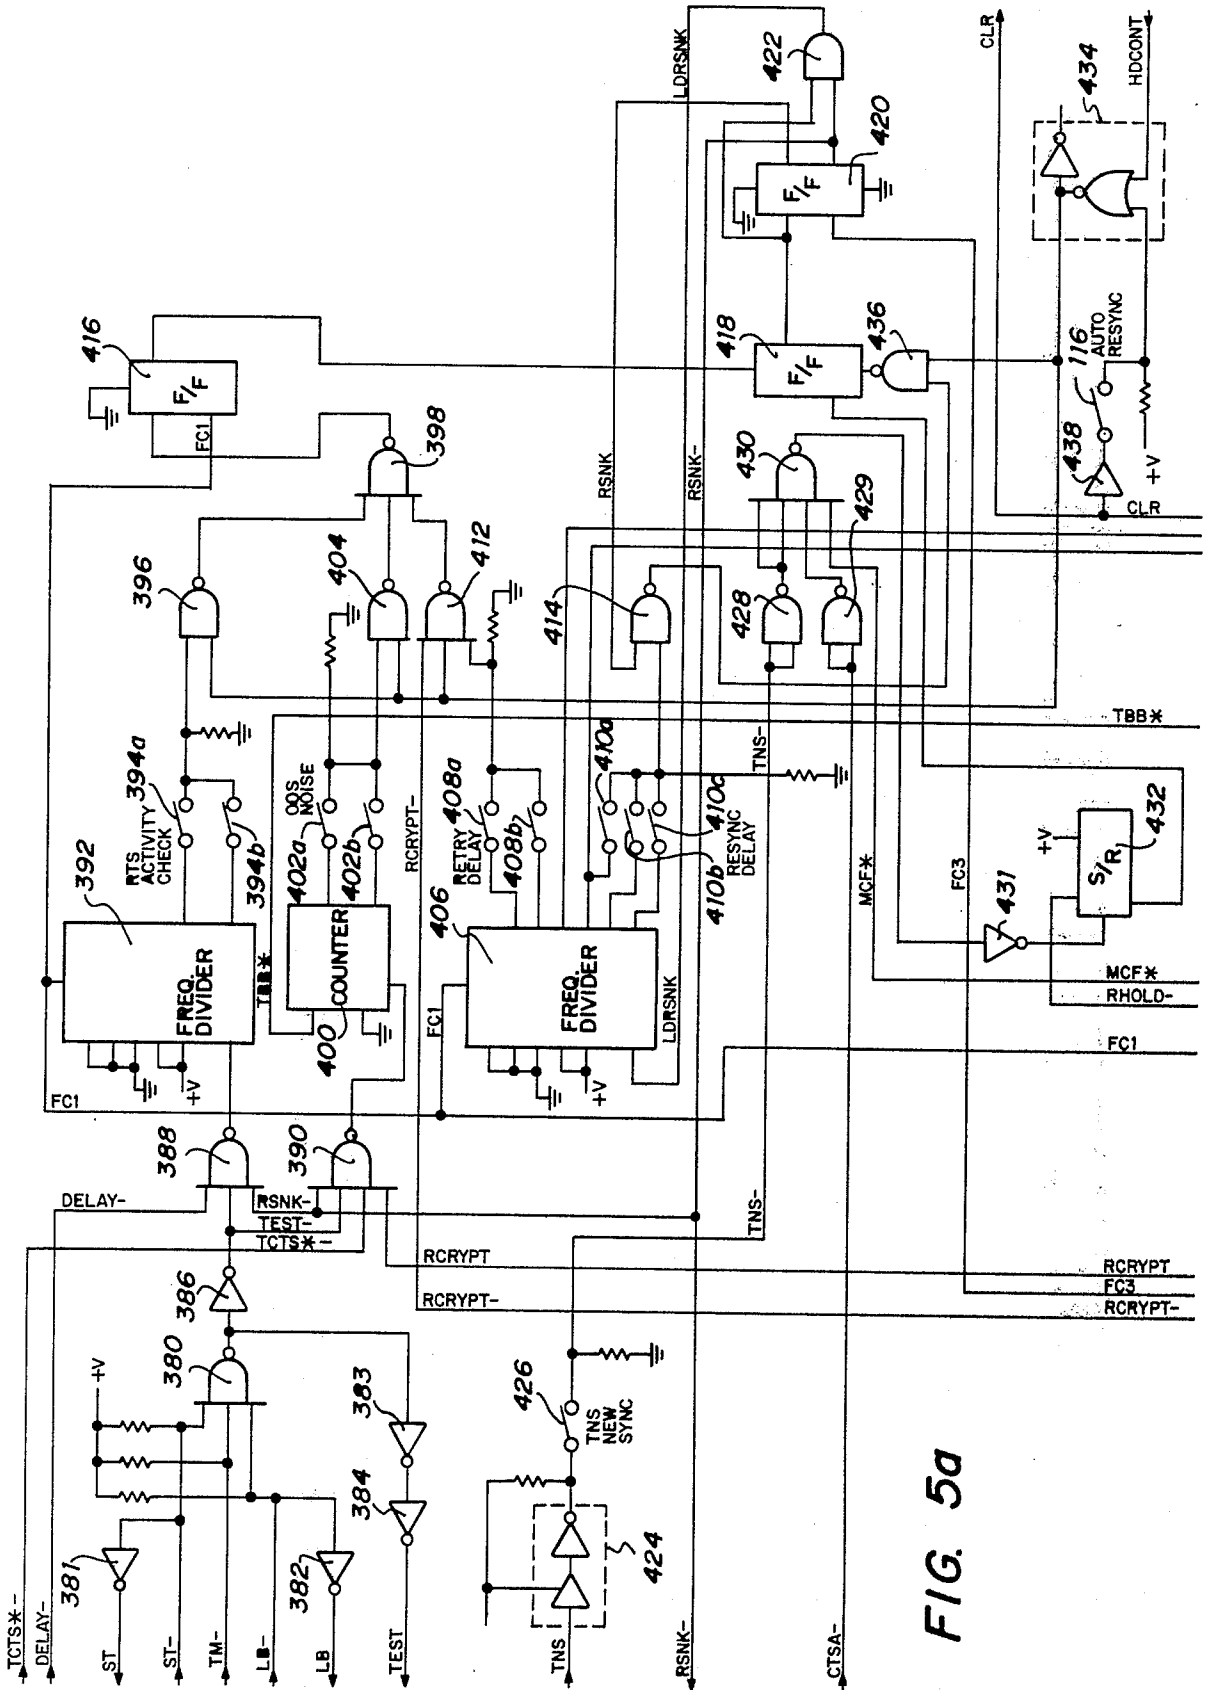 TCTS*-
DELAY-
ST
ST-
TM-
LB-
LB
TEST
TNS
RSNK-
CTSA-
381
382
+V
380
383
384
386
424
426
TNS
NEW
SYNC
DELAY-
388
390
RSNK-
TEST-
TCTS*-
RCRYPT
RCRYPT-
FC1
392
FREQ.
DIVIDER
+V
RTS
ACTIVITY
CHECK
394a
394b
TBB*
400
COUNTER
OOS
NOISE
402a
402b
RCRYPT-
406
FREQ.
DIVIDER
FC1
+V
LDRSNK
RETRY
DELAY
408a
408b
410a
410b
410c
RESYNC
DELAY
396
404
412
398
414
416
F/F
FC1
RSNK
RSNK-
LDRSNK
418
F/F
420
F/F
422
TNS-
TNS-
428
429
430
431
MCF*
FC3
432
S/R
+V
436
434
438
116
AUTO
RESYNC
+V
CLR
CLR
HDCONT
TBB*
MCF*
RHOLD-
FC1
RCRYPT
FC3
RCRYPT-
FIG. 5a